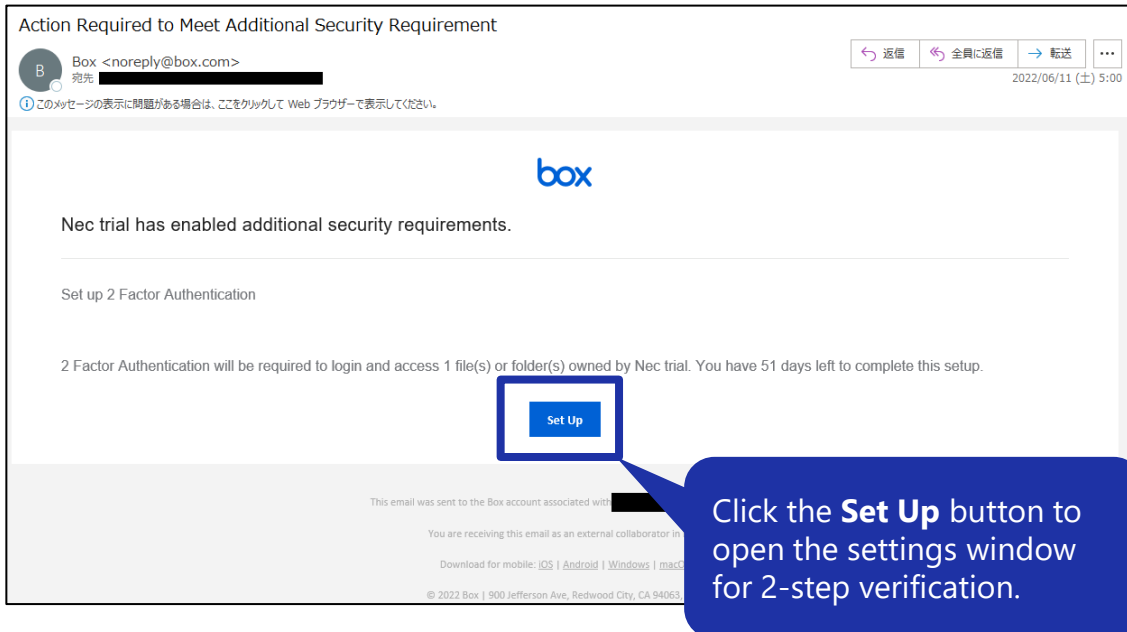 Action Required to Meet Additional Security Requirement
B
Box <noreply@box.com>
宛先
返信
全員に返信
転送
2022/06/11 (土) 5:00
このメッセージの表示に問題がある場合は、ここをクリックして Web ブラウザーで表示してください。
box
Nec trial has enabled additional security requirements.
Set up 2 Factor Authentication
2 Factor Authentication will be required to login and access 1 file(s) or folder(s) owned by Nec trial. You have 51 days left to complete this setup.
Set Up
This email was sent to the Box account associated with
You are receiving this email as an external collaborator in
Download for mobile: iOS | Android | Windows |
© 2022 Box | 900 Jefferson Ave, Redwood City, CA 94063,
Click the Set Up button to
open the settings window
for 2-step verification.